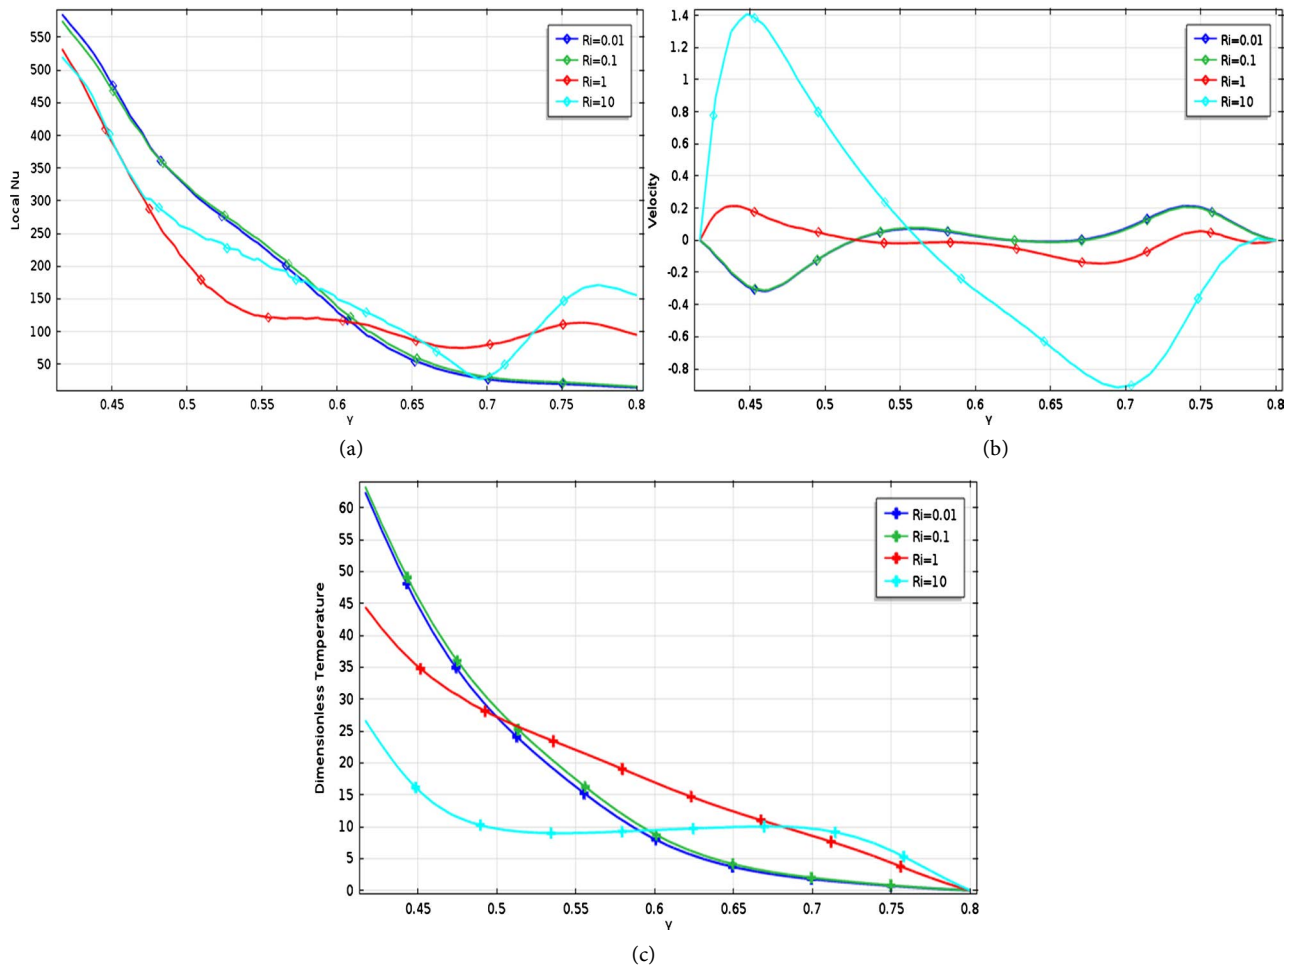 Local Nu
550
500
450
400
350
300
250
200
150
100
50
Ri=0.01
Ri=0.1
Ri=1
Ri=10
0.45 0.5 0.55 0.6 0.65 0.7 0.75 0.8
Y
(a)
Velocity
1.4
1.2
1
0.8
0.6
0.4
0.2
0
-0.2
-0.4
-0.6
-0.8
Ri=0.01
Ri=0.1
Ri=1
Ri=10
0.45 0.5 0.55 0.6 0.65 0.7 0.75 0.8
Y
(b)
Dimensionless Temperature
60
55
50
45
40
35
30
25
20
15
10
5
0
Ri=0.01
Ri=0.1
Ri=1
Ri=10
0.45 0.5 0.55 0.6 0.65 0.7 0.75 0.8
Y
(c)